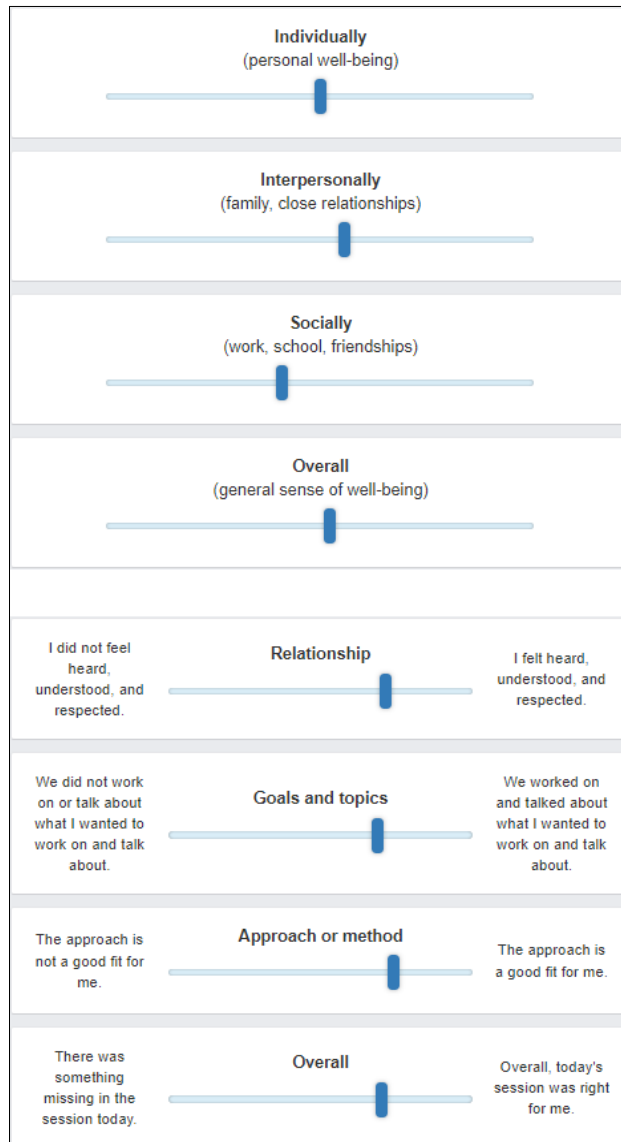 Individually
(personal well-being)
Interpersonally
(family, close relationships)
Socially
(work, school, friendships)
Overall
(general sense of well-being)
I did not feel
heard,
understood, and
respected.
Relationship
I felt heard,
understood, and
respected.
We did not work
on or talk about
what I wanted to
work on and talk
about.
Goals and topics
We worked on
and talked about
what I wanted to
work on and talk
about.
The approach is
not a good fit for
me.
Approach or method
The approach is
a good fit for me.
There was
something
missing in the
session today.
Overall
Overall, today's
session was right
for me.